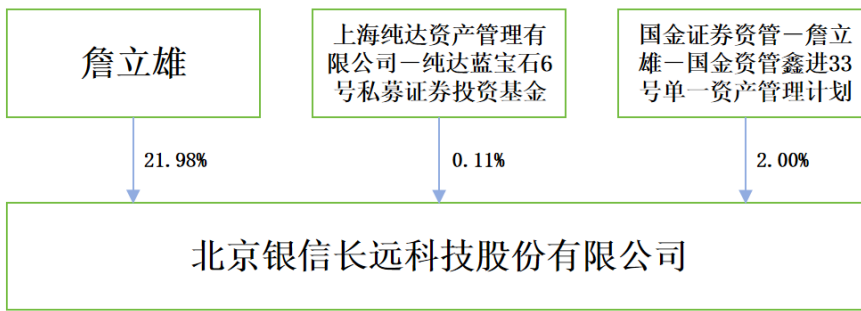 詹立雄
上海纯达资产管理有
限公司－纯达蓝宝石6
号私募证券投资基金
国金证券资管－詹立
雄－国金资管鑫进33
号单一资产管理计划
21.98%
0.11%
2.00%
北京银信长远科技股份有限公司